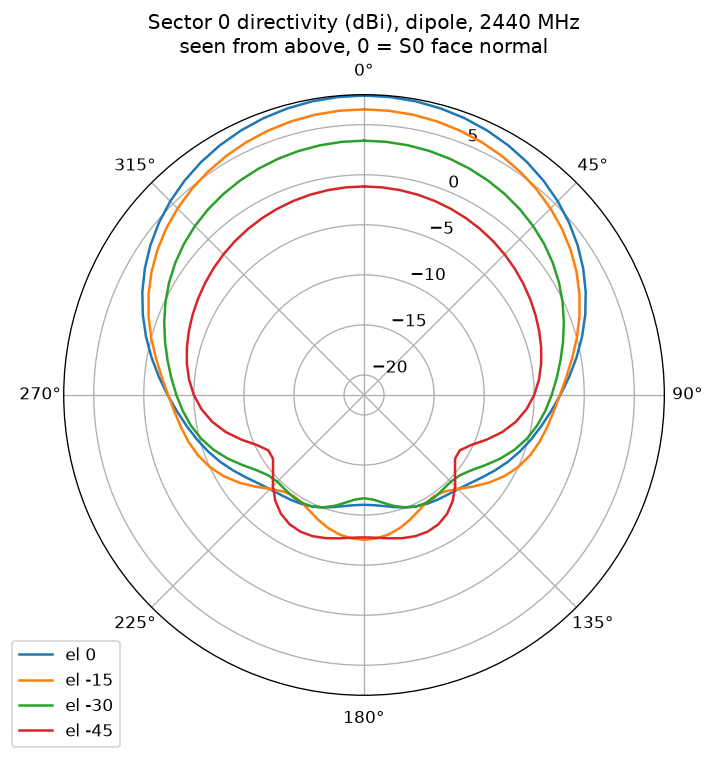 Sector 0 directivity (dBi), dipole, 2440 MHz
seen from above, 0 = S0 face normal
0°
45°
90°
135°
180°
225°
270°
315°
5
0
−5
−10
−15
−20
el 0
el -15
el -30
el -45